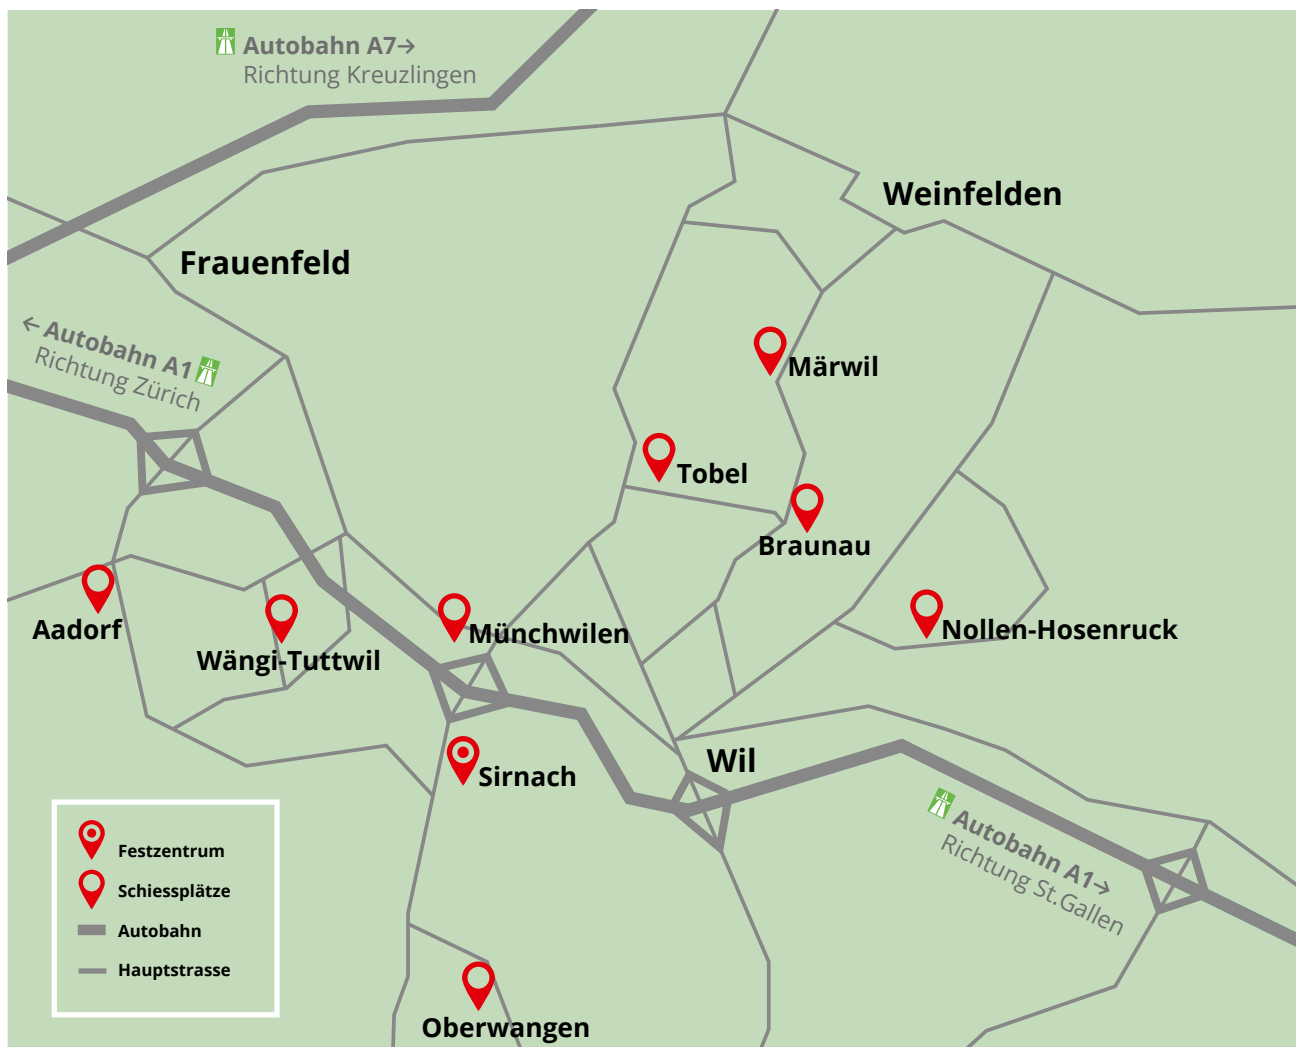 Autobahn A7→
Richtung Kreuzlingen
Weinfelden
Frauenfeld
← Autobahn A1
Richtung Zürich
Märwil
Tobel
Braunau
Aadorf
Münchwilen
Nollen-Hosenruck
Wängi-Tuttwil
Wil
Sirnach
Autobahn A1→
Richtung St.Gallen
Festzentrum
Schiessplätze
Autobahn
Hauptstrasse
Oberwangen